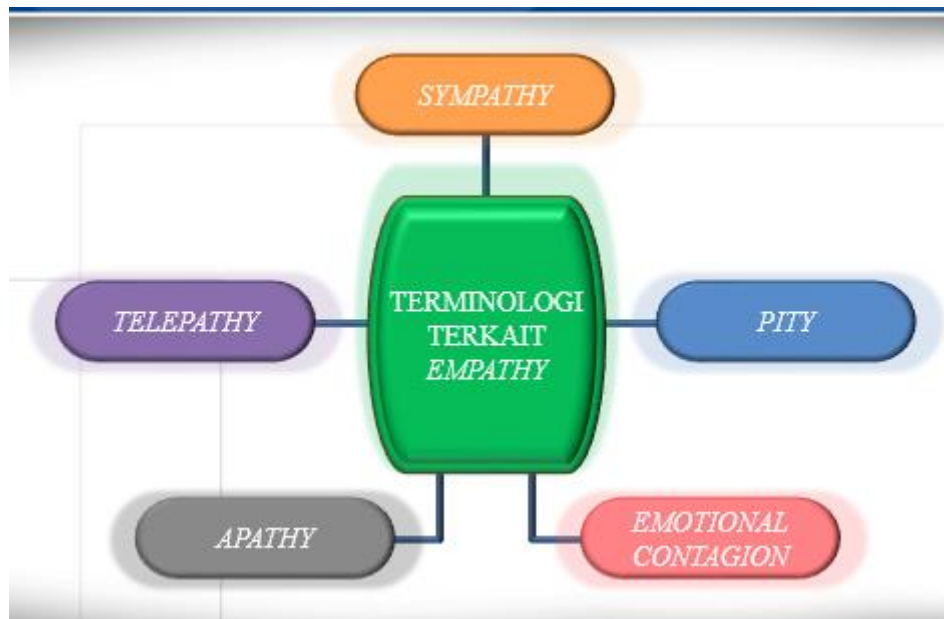 SYMPATHY
TELEPATHY
TERMINOLOGI
TERKAIT
EMPATHY
PITY
APATHY
EMOTIONAL
CONTAGION